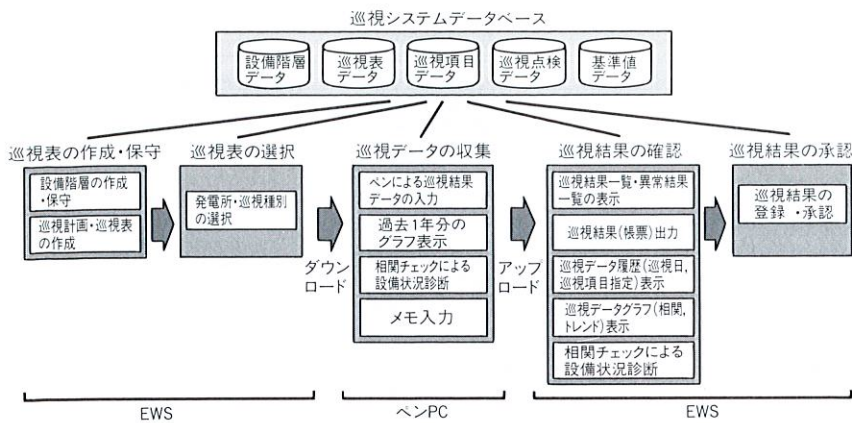 巡視システムデータベース
設備階層
データ
巡視表
データ
巡視項目
データ
巡視点検
データ
基準値
データ
巡視表の作成・保守
設備階層の作成
・保守
巡視計画・巡視表
の作成
巡視表の選択
発電所・巡視種別
の選択
ダウン
ロード
巡視データの収集
ペンによる巡視結果
データの入力
過去1年分の
グラフ表示
相関チェックによる
設備状況診断
メモ入力
アップ
ロード
巡視結果の確認
巡視結果一覧・異常結果
一覧の表示
巡視結果(帳票)出力
巡視データ履歴(巡視日,
巡視項目指定)表示
巡視データグラフ(相関,
トレンド)表示
相関チェックによる
設備状況診断
巡視結果の承認
巡視結果の
登録・承認
EWS
ペンPC
EWS